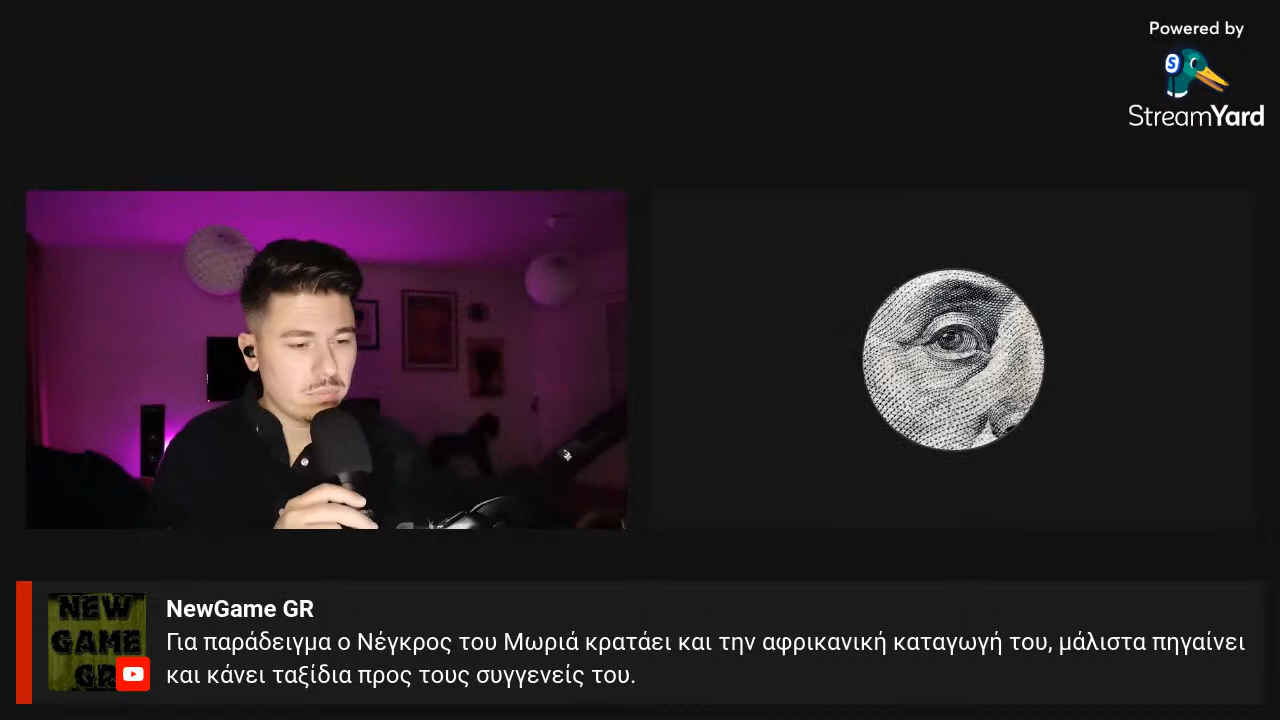 Powered by
StreamYard
NewGame GR
Για παράδειγμα ο Νέγκρος του Μωριά κρατάει και την αφρικανική καταγωγή του, μάλιστα πηγαίνει
και κάνει ταξίδια προς τους συγγενείς του.
NEW
GAME
GR